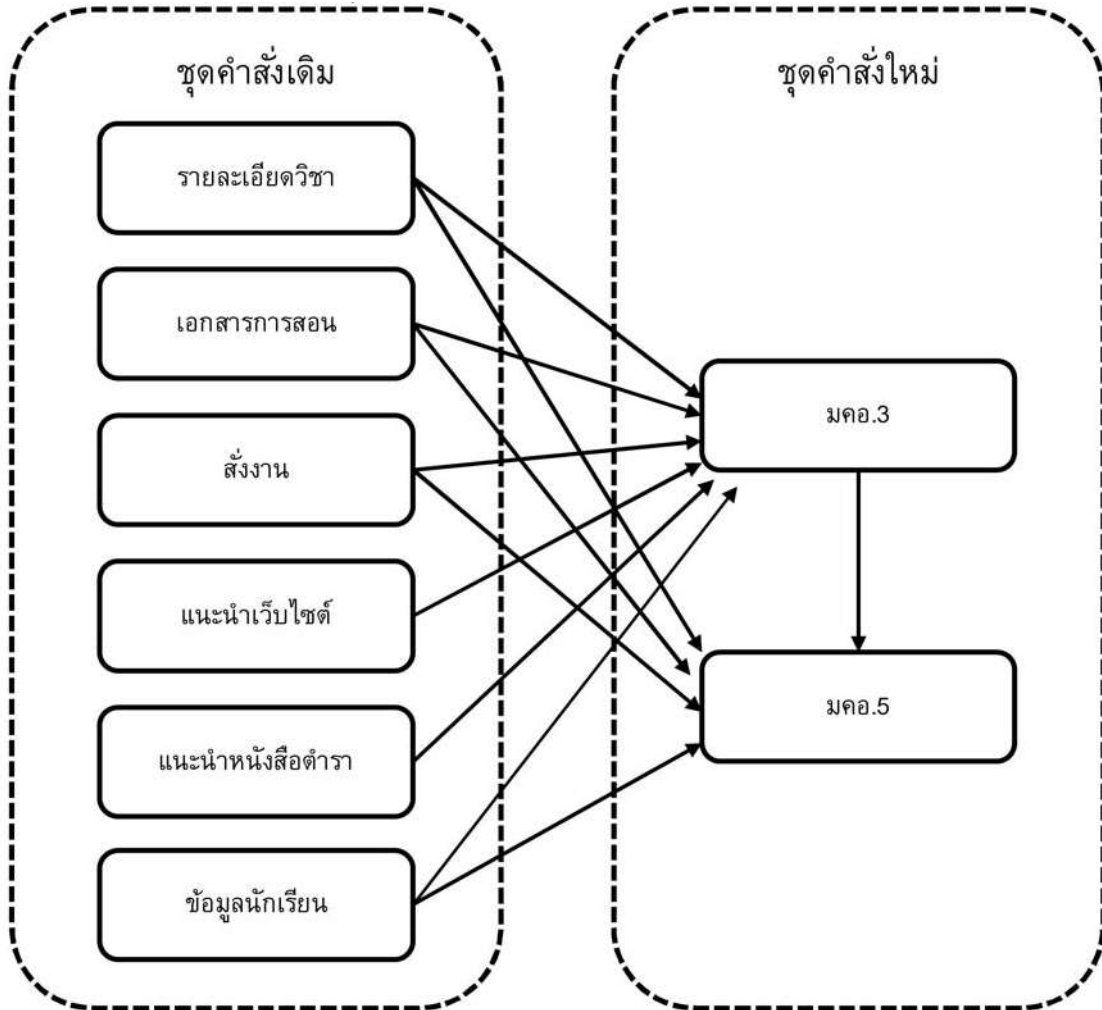 ชุดคำสั่งเดิม
รายละเอียดวิชา
เอกสารการสอน
สั่งงาน
แนะนำเว็บไซต์
แนะนำหนังสือตำรา
ข้อมูลนักเรียน
ชุดคำสั่งใหม่
มคอ.3
มคอ.5